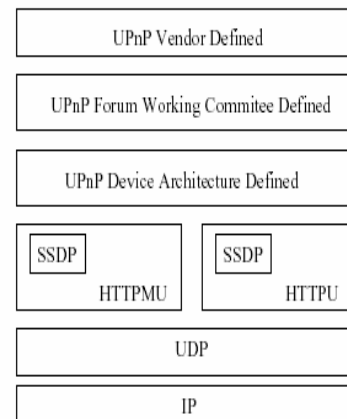 UPnP Vendor Defined
UPnP Forum Working Commitee Defined
UPnP Device Architecture Defined
SSDP
HTTPMU
SSDP
HTTPU
UDP
IP